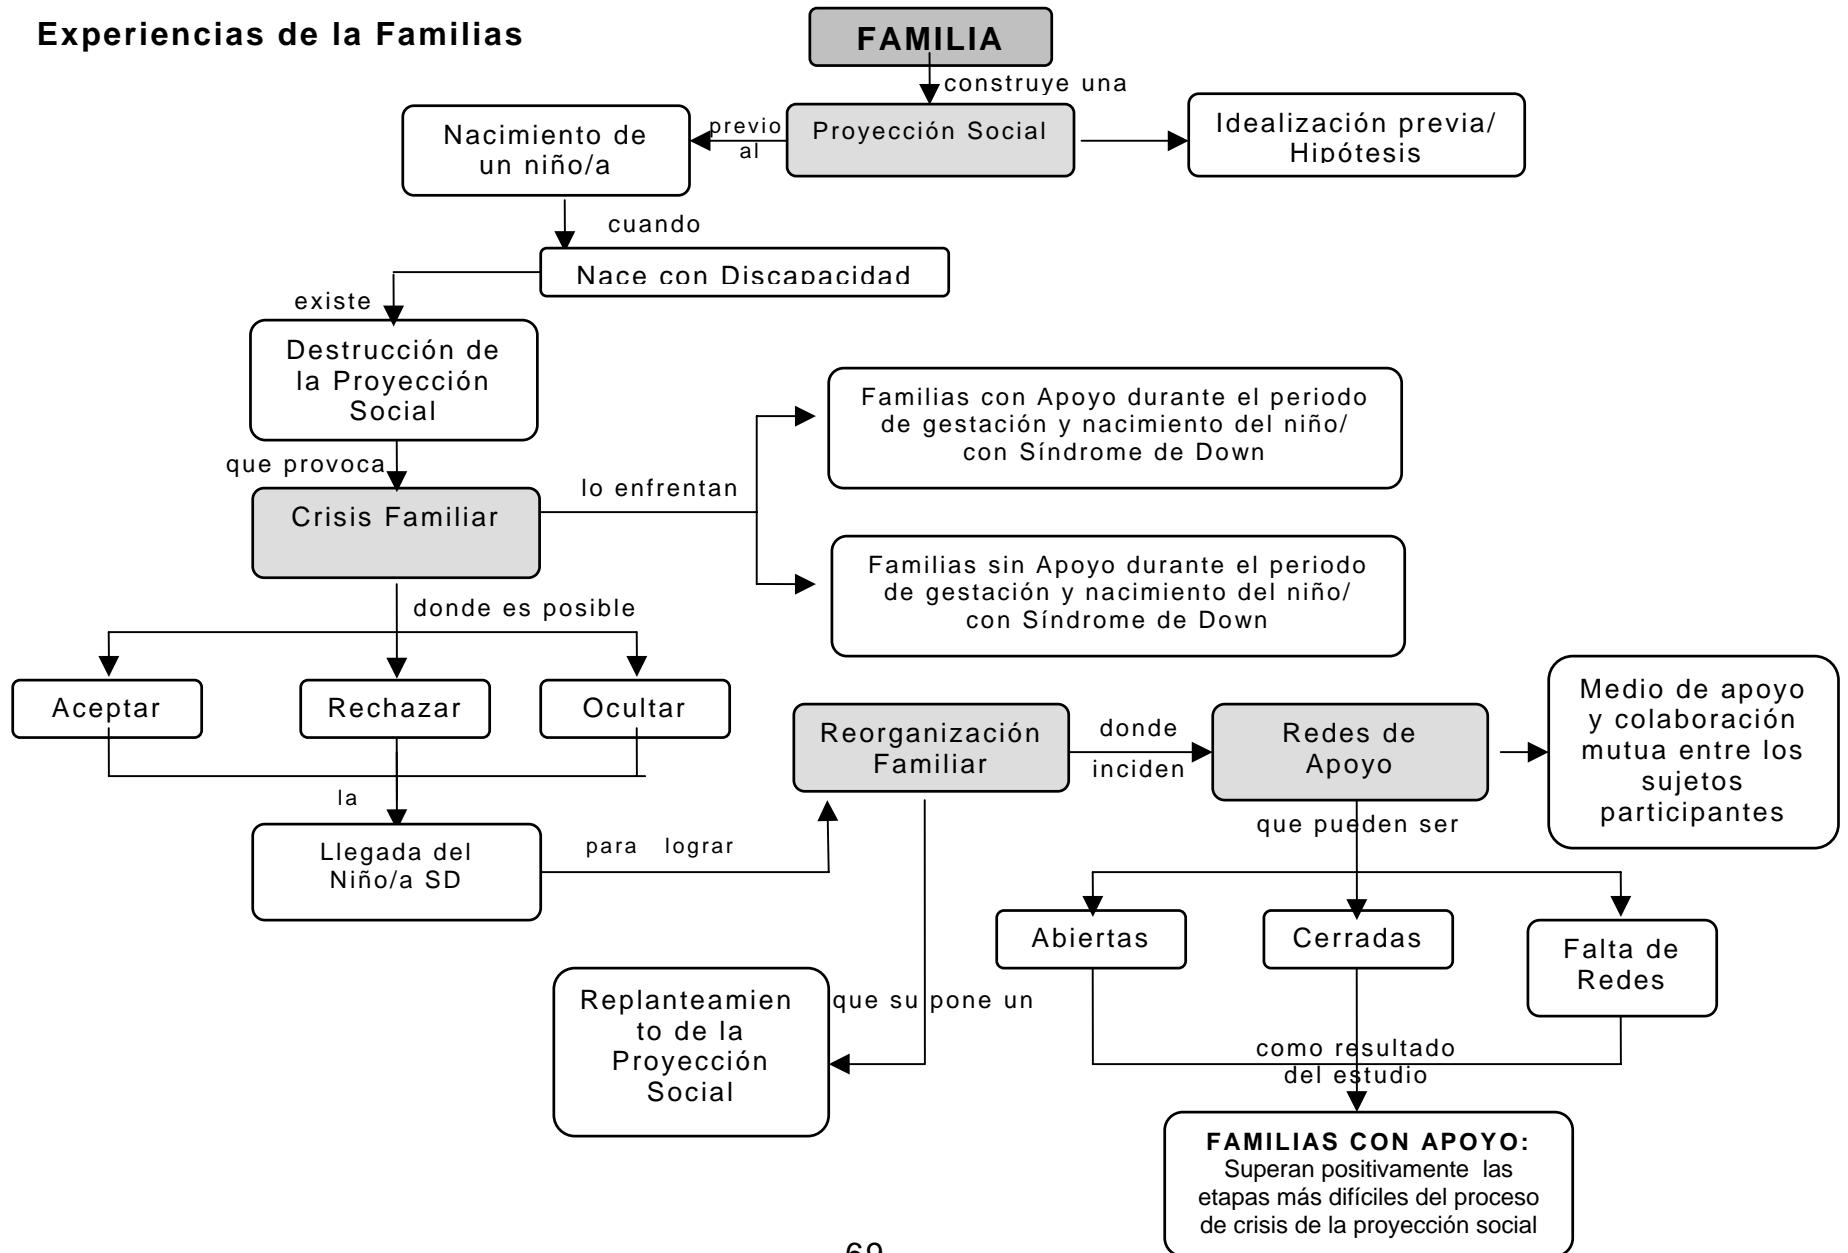 Experiencias de la Familias
FAMILIA
construye una
Nacimiento de
un niño/a
previo
al
Proyección Social
Idealización previa/
Hipótesis
cuando
Nace con Discapacidad
existe
Destrucción de
la Proyección
Social
Familias con Apoyo durante el periodo
de gestación y nacimiento del niño/
con Síndrome de Down
que provoca
lo enfrentan
Crisis Familiar
Familias sin Apoyo durante el periodo
de gestación y nacimiento del niño/
con Síndrome de Down
donde es posible
Aceptar
Rechazar
Ocultar
Reorganización
Familiar
donde
inciden
Redes de
Apoyo
Medio de apoyo
y colaboración
mutua entre los
sujetos
participantes
la
que pueden ser
Llegada del
Niño/a SD
para lograr
Abiertas
Cerradas
Falta de
Redes
Replanteamien
to de la
Proyección
Social
que su pone un
como resultado
del estudio
FAMILIAS CON APOYO:
Superan positivamente las
etapas más difíciles del proceso
de crisis de la proyección social
69